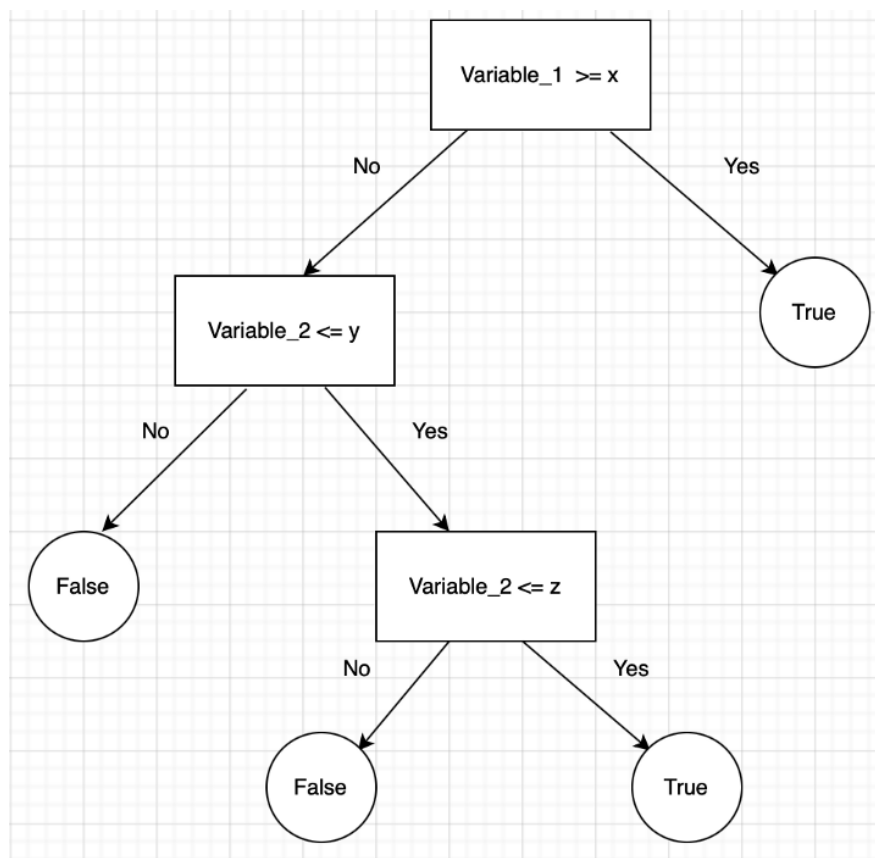 Variable_1 >= x
No
Yes
Variable_2 <= y
True
No
Yes
False
Variable_2 <= z
No
Yes
False
True